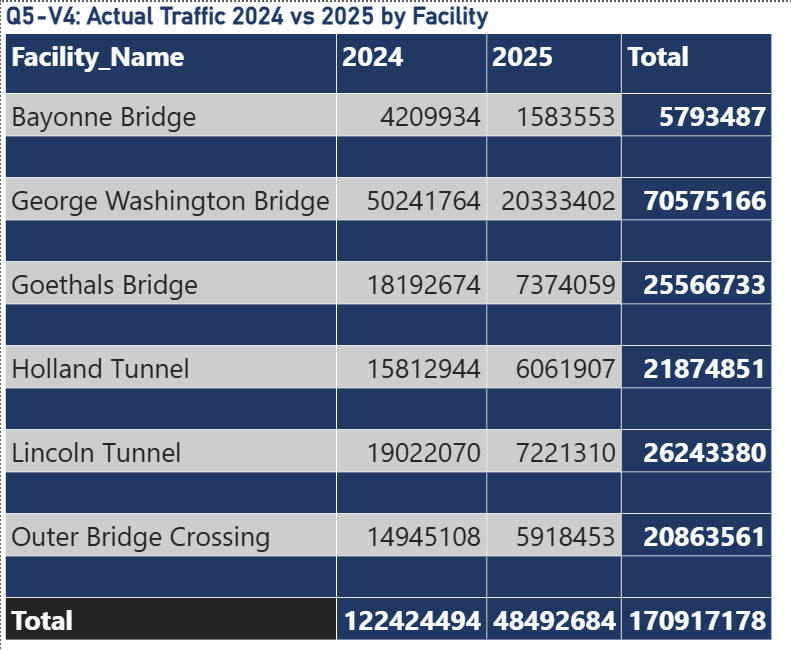 Q5-V4: Actual Traffic 2024 vs 2025 by Facility
Facility_Name 2024 2025 Total
Bayonne Bridge 4209934 1583553 5793487
George Washington Bridge 50241764 20333402 70575166
Goethals Bridge 18192674 7374059 25566733
Holland Tunnel 15812944 6061907 21874851
Lincoln Tunnel 19022070 7221310 26243380
Outer Bridge Crossing 14945108 5918453 20863561
Total 122424494 48492684 170917178